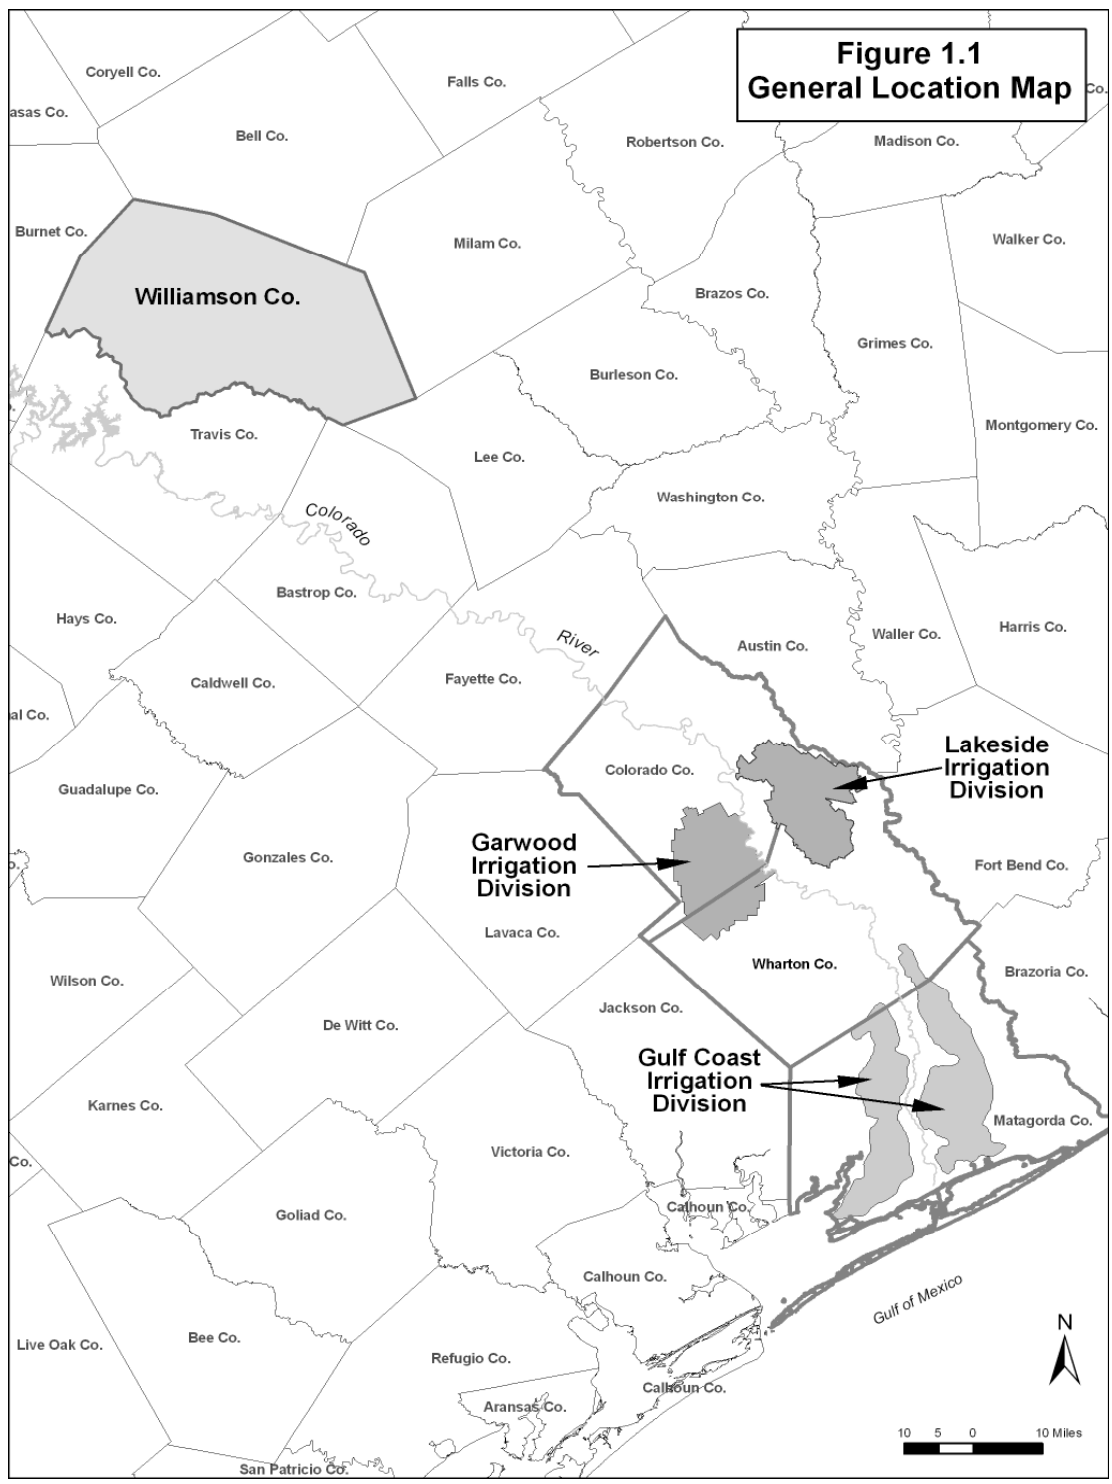 Figure 1.1
General Location Map
Coryell Co.
Falls Co.
Co.
asas Co.
Bell Co.
Robertson Co.
Madison Co.
Burnet Co.
Milam Co.
Walker Co.
Williamson Co.
Brazos Co.
Grimes Co.
Burleson Co.
Travis Co.
Montgomery Co.
Lee Co.
Washington Co.
Colorado
Bastrop Co.
Hays Co.
River
Austin Co.
Waller Co.
Harris Co.
Caldwell Co.
Fayette Co.
al Co.
Lakeside
Irrigation
Division
Colorado Co.
Guadalupe Co.
Garwood
Irrigation
Division
Gonzales Co.
Fort Bend Co.
o.
Lavaca Co.
Wharton Co.
Brazoria Co.
Wilson Co.
Jackson Co.
De Witt Co.
Gulf Coast
Irrigation
Division
Karnes Co.
Matagorda Co.
Victoria Co.
Co.
Calhoun Co.
Goliad Co.
Calhoun Co.
Gulf of Mexico
Live Oak Co.
Bee Co.
N
Refugio Co.
Calhoun Co.
Aransas Co.
10 5 0 10 Miles
San Patricio Co.